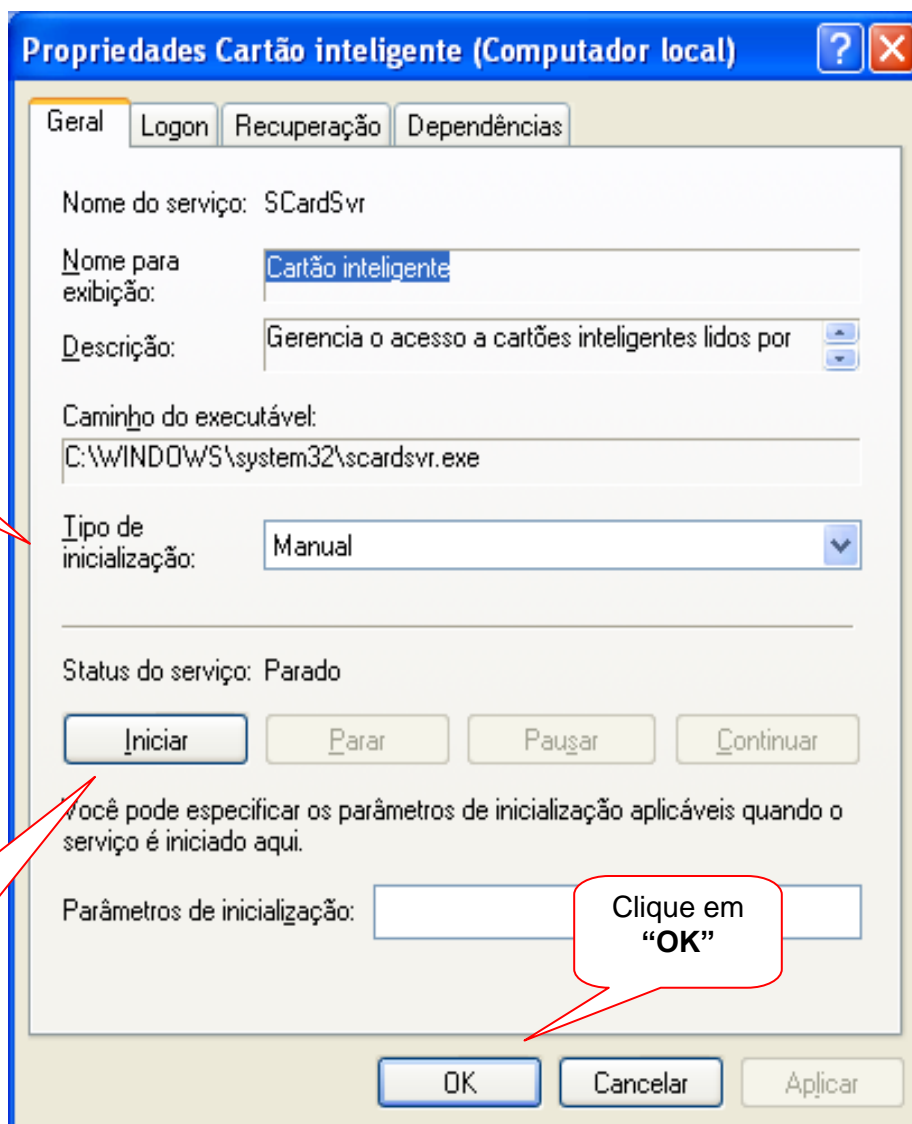 Propriedades Cartão inteligente (Computador local)
Geral Logon Recuperação Dependências
Nome do serviço: SCardSvr
Nome para
exibição:
Cartão inteligente
Descrição:
Gerencia o acesso a cartões inteligentes lidos por
Caminho do executável:
C:\WINDOWS\system32\scardsvr.exe
Tipo de
inicialização:
Manual
Status do serviço: Parado
Iniciar Parar Pausar Continuar
Você pode especificar os parâmetros de inicialização aplicáveis quando o
serviço é iniciado aqui.
Parâmetros de inicialização:
Clique em
“OK”
OK Cancelar Aplicar